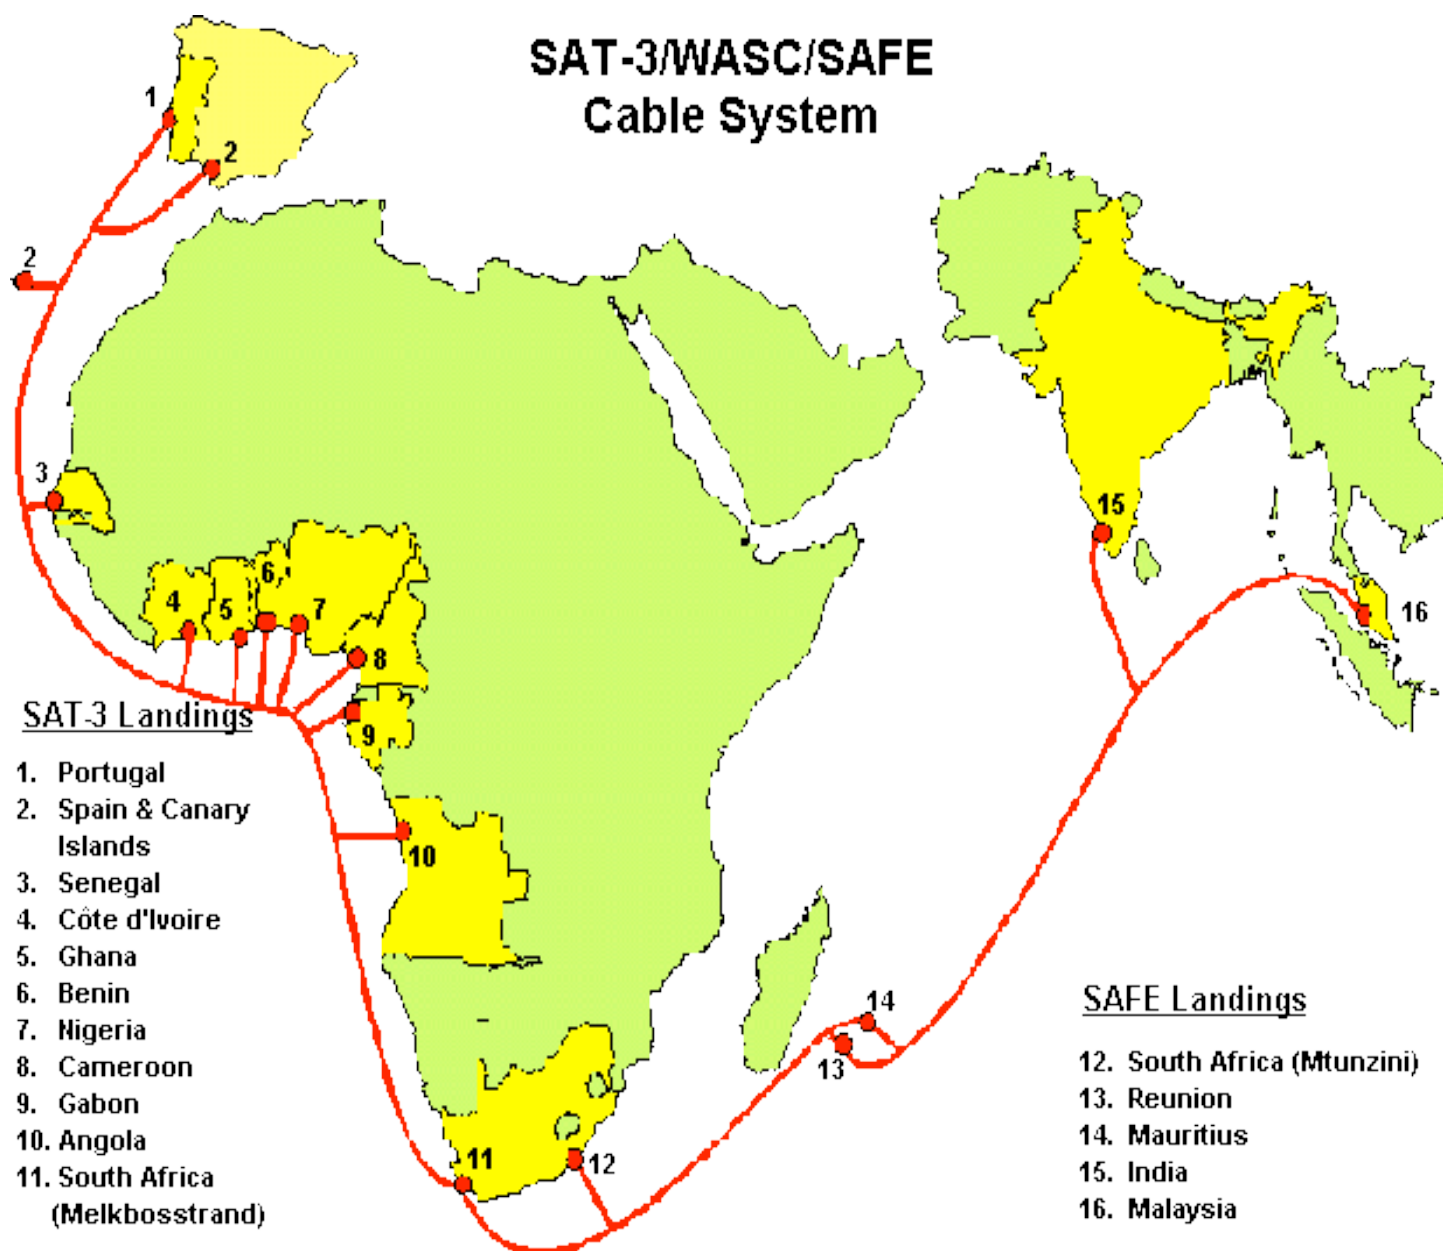 SAT-3/WASC/SAFE
Cable System
1
2
2
3
4
5
6
7
8
9
10
11
12
13
14
15
16
SAT-3 Landings
1. Portugal
2. Spain & Canary
Islands
3. Senegal
4. Côte d'Ivoire
5. Ghana
6. Benin
7. Nigeria
8. Cameroon
9. Gabon
10. Angola
11. South Africa
(Melkbosstrand)
SAFE Landings
12. South Africa (Mtunzini)
13. Reunion
14. Mauritius
15. India
16. Malaysia